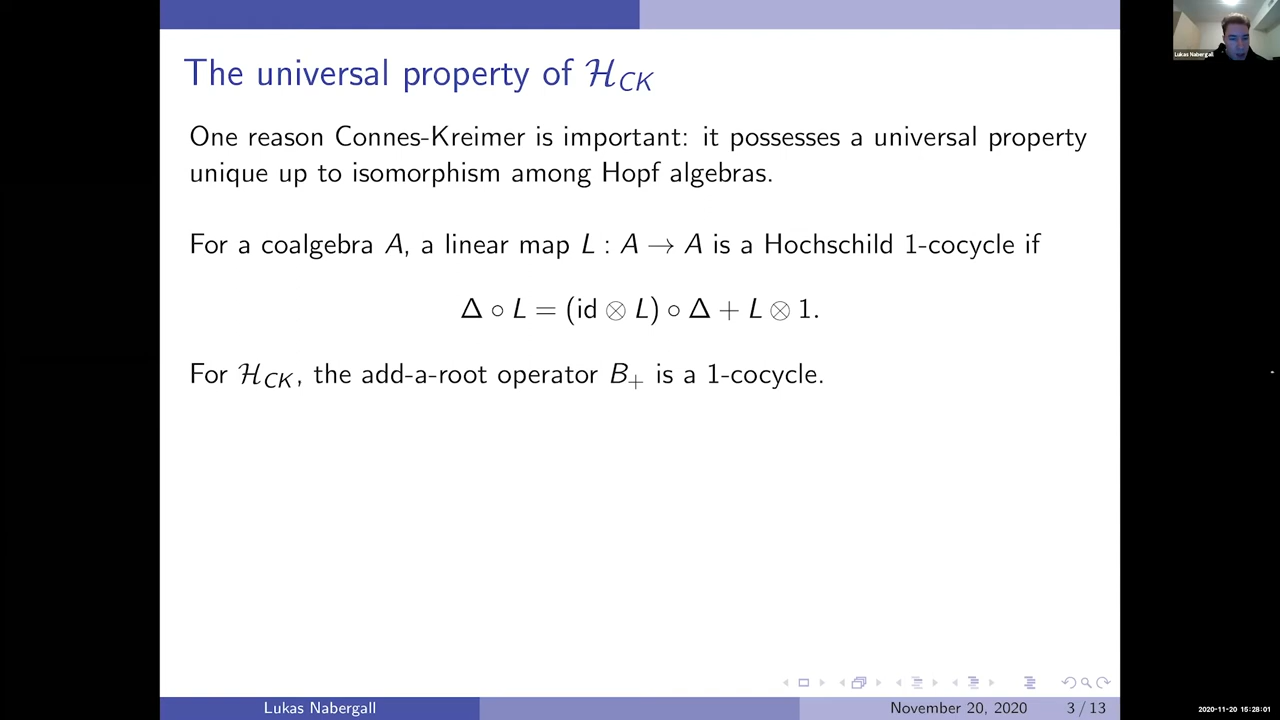 Lukas Nabergall
The universal property of ℋ_CK
One reason Connes-Kreimer is important: it possesses a universal property
unique up to isomorphism among Hopf algebras.
For a coalgebra A, a linear map L : A → A is a Hochschild 1-cocycle if
Δ ∘ L = (id ⊗ L) ∘ Δ + L ⊗ 1.
For ℋ_CK, the add-a-root operator B₊ is a 1-cocycle.
Lukas Nabergall November 20, 2020 3 / 13
2020-11-20 15:28:01